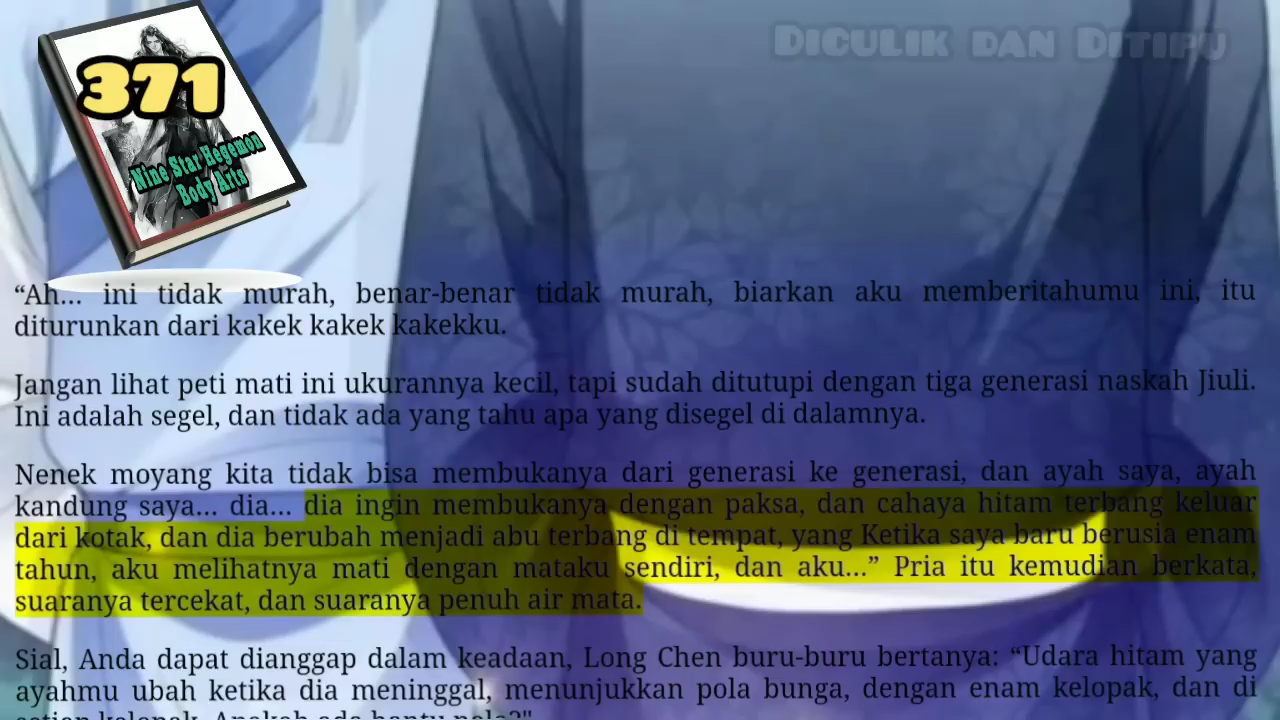 DICULIK DAN DITIPU
371
Nine Star Hegemon
Body Arts
“Ah... ini tidak murah, benar-benar tidak murah, biarkan aku memberitahumu ini, itu
diturunkan dari kakek kakek kakekku.
Jangan lihat peti mati ini ukurannya kecil, tapi sudah ditutupi dengan tiga generasi naskah Jiuli.
Ini adalah segel, dan tidak ada yang tahu apa yang disegel di dalamnya.
Nenek moyang kita tidak bisa membukanya dari generasi ke generasi, dan ayah saya, ayah
kandung saya... dia... dia ingin membukanya dengan paksa, dan cahaya hitam terbang keluar
dari kotak, dan dia berubah menjadi abu terbang di tempat, yang Ketika saya baru berusia enam
tahun, aku melihatnya mati dengan mataku sendiri, dan aku...” Pria itu kemudian berkata,
suaranya tercekat, dan suaranya penuh air mata.
Sial, Anda dapat dianggap dalam keadaan, Long Chen buru-buru bertanya: “Udara hitam yang
ayahmu ubah ketika dia meninggal, menunjukkan pola bunga, dengan enam kelopak, dan di
setiap kelopak. Apakah ada hantu pola?"